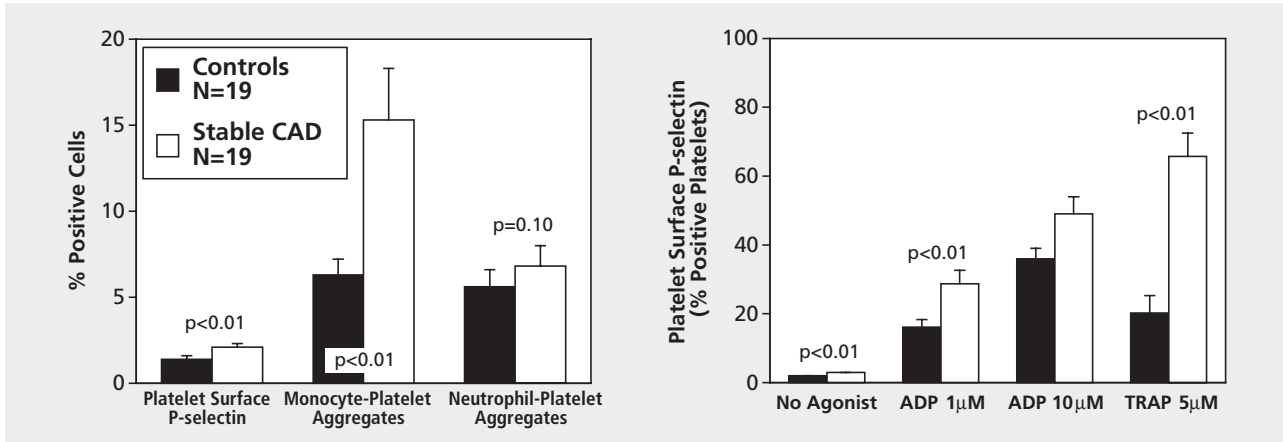 20
15
10
5
0
% Positive Cells
Controls
N=19
Stable CAD
N=19
p<0.01
p<0.01
p=0.10
Platelet Surface
P-selectin
Monocyte-Platelet
Aggregates
Neutrophil-Platelet
Aggregates
100
80
60
40
20
0
Platelet Surface P-selectin
(% Positive Platelets)
p<0.01
p<0.01
p<0.01
No Agonist
ADP 1µM
ADP 10µM
TRAP 5µM